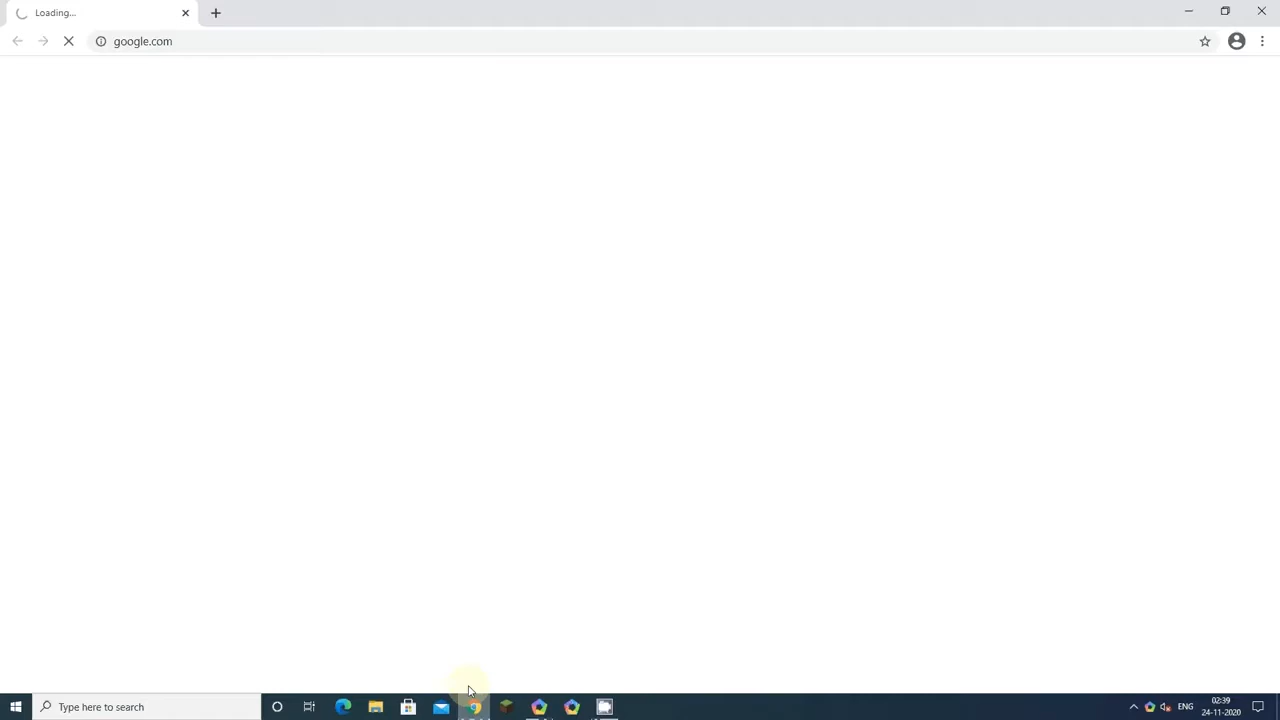 Loading...
google.com
Type here to search
ENG
02:39
24-11-2020